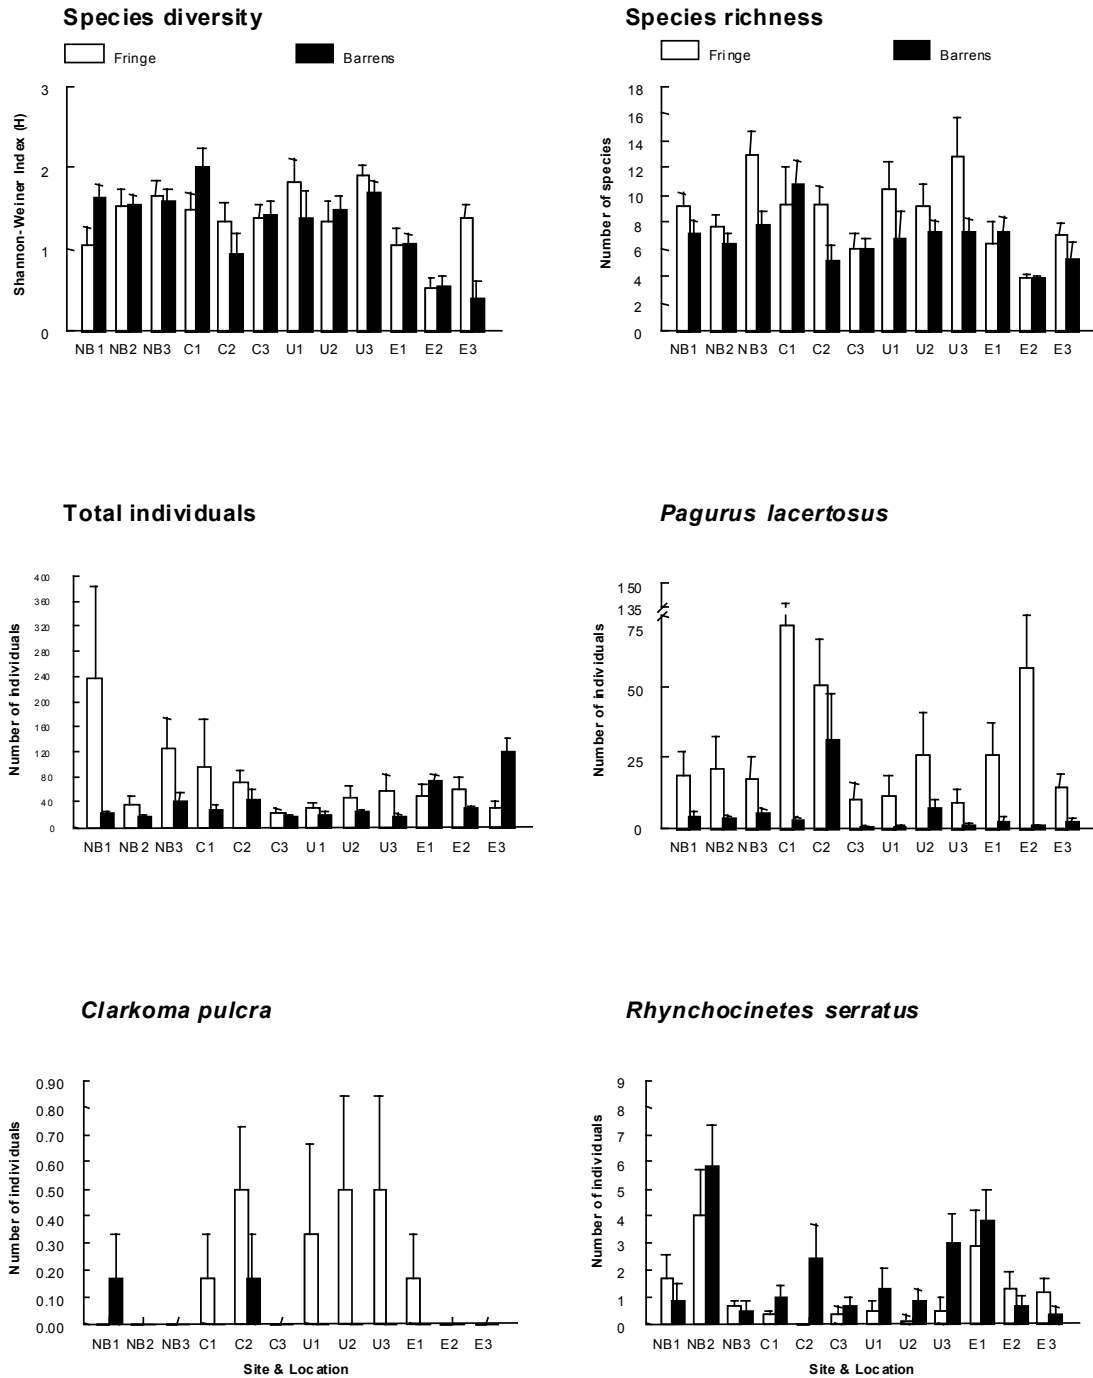 Species diversity
Fringe Barrens
Shannon-Weiner Index (H)
3
2
1
0
NB1 NB2 NB3 C1 C2 C3 U1 U2 U3 E1 E2 E3
Species richness
Fringe Barrens
Number of species
18
16
14
12
10
8
6
4
2
0
NB1 NB2 NB3 C1 C2 C3 U1 U2 U3 E1 E2 E3
Total individuals
Number of individuals
400
360
320
280
240
200
160
120
80
40
0
NB1 NB2 NB3 C1 C2 C3 U1 U2 U3 E1 E2 E3
Pagurus lacertosus
Number of individuals
150
135
75
50
25
0
NB1 NB2 NB3 C1 C2 C3 U1 U2 U3 E1 E2 E3
Clarkoma pulcra
Number of individuals
0.90
0.80
0.70
0.60
0.50
0.40
0.30
0.20
0.10
0.00
NB1 NB2 NB3 C1 C2 C3 U1 U2 U3 E1 E2 E3
Site & Location
Rhynchocinetes serratus
Number of individuals
9
8
7
6
5
4
3
2
1
0
NB1 NB2 NB3 C1 C2 C3 U1 U2 U3 E1 E2 E3
Site & Location